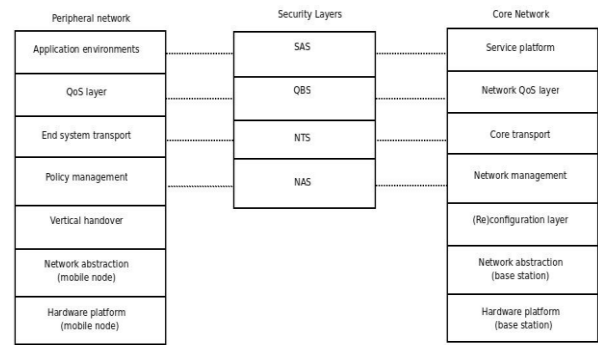 Peripheral network
Security Layers
Core Network
Application environments
SAS
Service platform
QoS layer
QBS
Network QoS layer
End system transport
NTS
Core transport
Policy management
NAS
Network management
Vertical handover
(Re)configuration layer
Network abstraction
(mobile node)
Network abstraction
(base station)
Hardware platform
(mobile node)
Hardware platform
(base station)